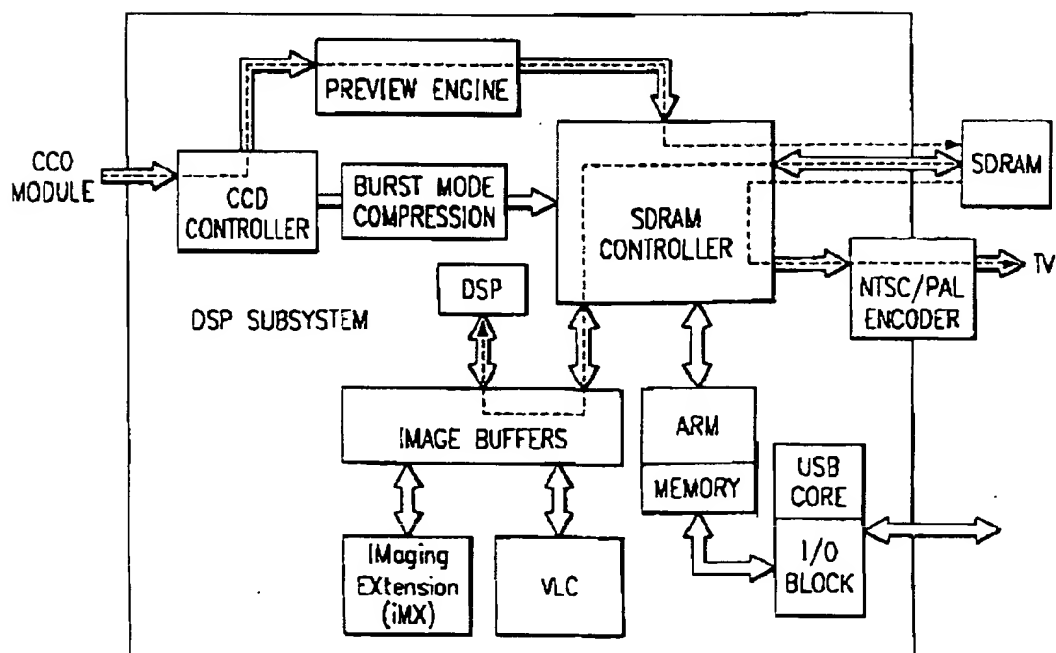 PREVIEW ENGINE
CCO
MODULE
CCD
CONTROLLER
BURST MODE
COMPRESSION
SDRAM
CONTROLLER
SDRAM
NTSC/PAL
ENCODER
TV
DSP
DSP SUBSYSTEM
IMAGE BUFFERS
ARM
MEMORY
USB
CORE
I/O
BLOCK
IMaging
EXtension
(iMX)
VLC